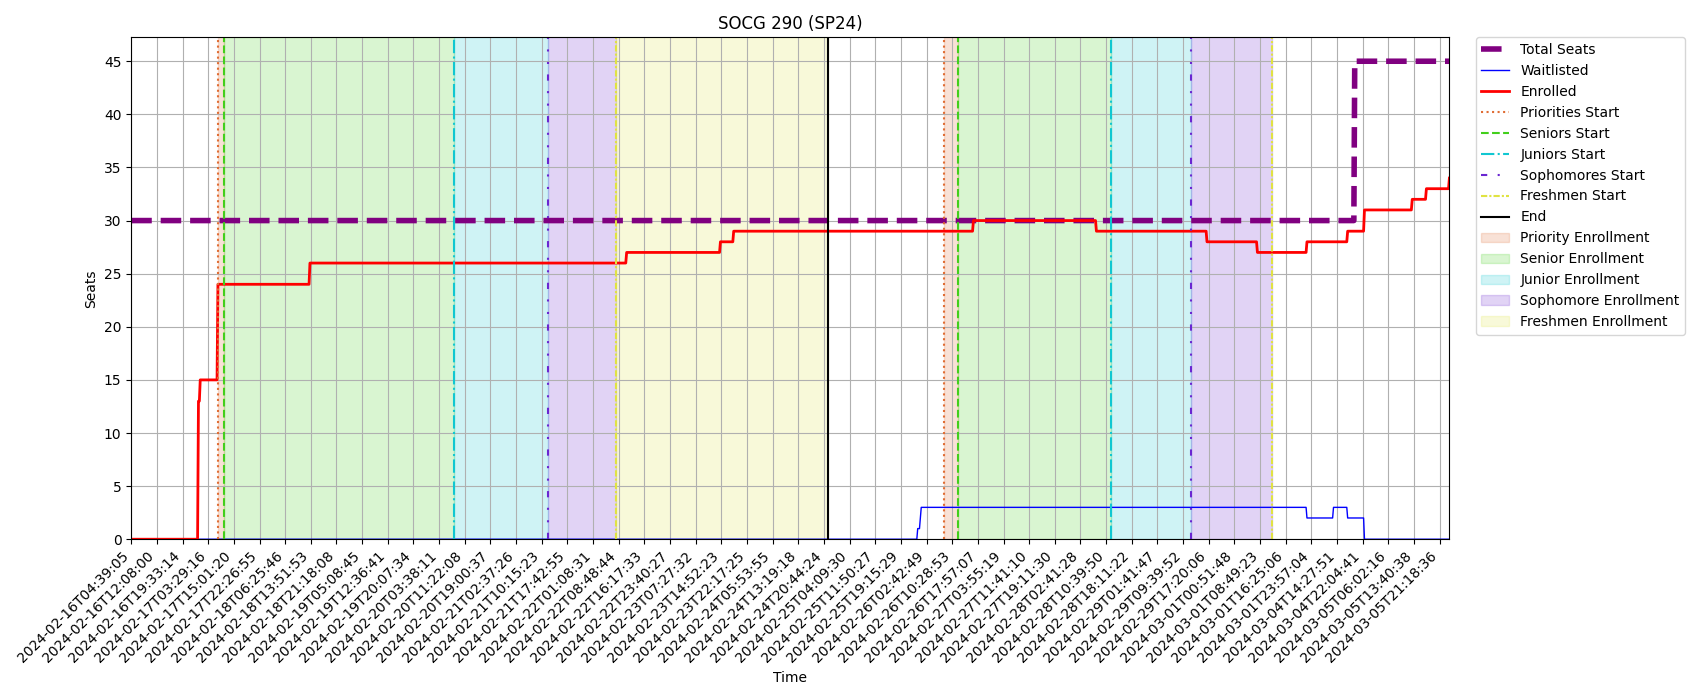 SOCG 290 (SP24)
Seats
45
40
35
30
25
20
15
10
5
0
2024-02-16T04:39:05
2024-02-16T12:08:00
2024-02-16T19:33:14
2024-02-17T03:29:16
2024-02-17T15:01:20
2024-02-17T22:26:55
2024-02-18T06:25:46
2024-02-18T13:51:53
2024-02-18T21:18:08
2024-02-19T05:08:45
2024-02-19T12:36:41
2024-02-19T20:07:34
2024-02-20T03:38:11
2024-02-20T11:22:08
2024-02-20T19:00:37
2024-02-21T02:37:26
2024-02-21T10:15:23
2024-02-21T17:42:55
2024-02-22T01:08:31
2024-02-22T08:48:44
2024-02-22T16:17:33
2024-02-22T23:40:27
2024-02-23T07:27:32
2024-02-23T14:52:23
2024-02-23T22:17:25
2024-02-24T05:53:55
2024-02-24T13:19:18
2024-02-24T20:44:24
2024-02-25T04:09:30
2024-02-25T11:50:27
2024-02-25T19:15:29
2024-02-26T02:42:49
2024-02-26T10:28:53
2024-02-26T17:57:07
2024-02-27T03:55:19
2024-02-27T11:41:10
2024-02-27T19:11:30
2024-02-28T02:41:28
2024-02-28T10:39:50
2024-02-28T18:11:22
2024-02-29T01:41:47
2024-02-29T09:39:52
2024-02-29T17:20:06
2024-03-01T00:51:48
2024-03-01T08:49:23
2024-03-01T16:25:06
2024-03-01T23:57:04
2024-03-04T14:27:51
2024-03-04T22:04:41
2024-03-05T06:02:16
2024-03-05T13:40:38
2024-03-05T21:18:36
Time
Total Seats
Waitlisted
Enrolled
Priorities Start
Seniors Start
Juniors Start
Sophomores Start
Freshmen Start
End
Priority Enrollment
Senior Enrollment
Junior Enrollment
Sophomore Enrollment
Freshmen Enrollment